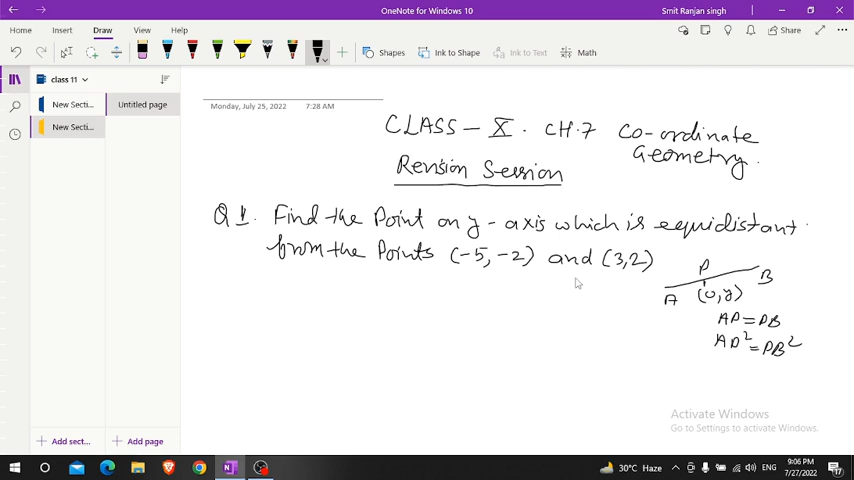 OneNote for Windows 10
Smit Ranjan singh
Home Insert Draw View Help
Share
Shapes Ink to Shape Ink to Text Math
class 11
New Secti...
New Secti...
Untitled page
Monday, July 25, 2022 7:28 AM
CLASS - X. CH.7 Co-ordinate
Geometry.
Revision Session
Q 1. Find the Point on y-axis which is equidistant
from the Points (-5, -2) and (3,2)
P
A (0,y) B
AP = PB
AP² = PB²
Activate Windows
Go to Settings to activate Windows.
Add sect... Add page
30°C Haze
ENG
9:06 PM
7/27/2022
17